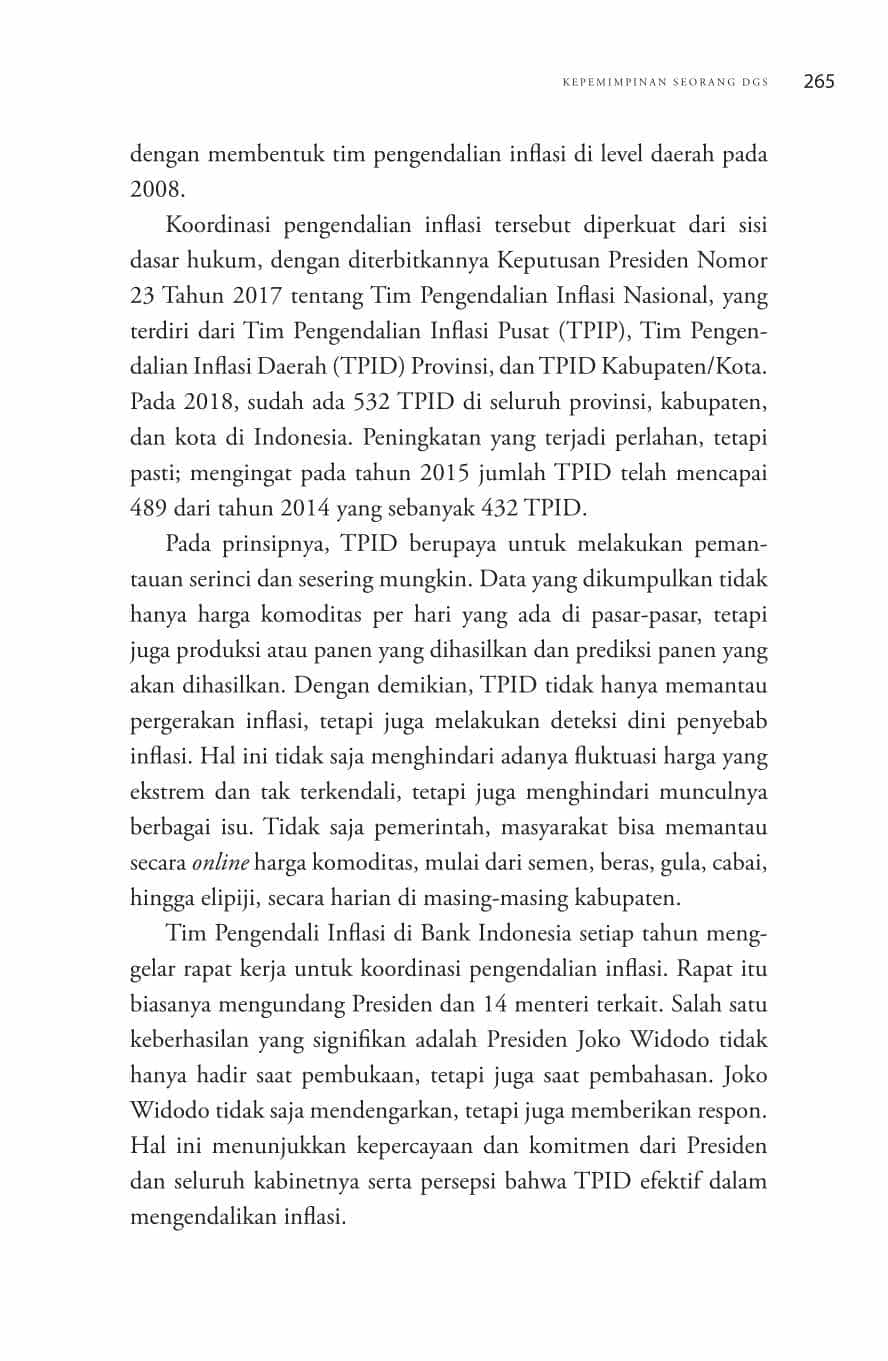 KEPEMIMPINAN SEORANG DGS 265
dengan membentuk tim pengendalian inflasi di level daerah pada
2008.
Koordinasi pengendalian inflasi tersebut diperkuat dari sisi
dasar hukum, dengan diterbitkannya Keputusan Presiden Nomor
23 Tahun 2017 tentang Tim Pengendalian Inflasi Nasional, yang
terdiri dari Tim Pengendalian Inflasi Pusat (TPIP), Tim Pengen-
dalian Inflasi Daerah (TPID) Provinsi, dan TPID Kabupaten/Kota.
Pada 2018, sudah ada 532 TPID di seluruh provinsi, kabupaten,
dan kota di Indonesia. Peningkatan yang terjadi perlahan, tetapi
pasti; mengingat pada tahun 2015 jumlah TPID telah mencapai
489 dari tahun 2014 yang sebanyak 432 TPID.
Pada prinsipnya, TPID berupaya untuk melakukan peman-
tauan serinci dan sesering mungkin. Data yang dikumpulkan tidak
hanya harga komoditas per hari yang ada di pasar-pasar, tetapi
juga produksi atau panen yang dihasilkan dan prediksi panen yang
akan dihasilkan. Dengan demikian, TPID tidak hanya memantau
pergerakan inflasi, tetapi juga melakukan deteksi dini penyebab
inflasi. Hal ini tidak saja menghindari adanya fluktuasi harga yang
ekstrem dan tak terkendali, tetapi juga menghindari munculnya
berbagai isu. Tidak saja pemerintah, masyarakat bisa memantau
secara online harga komoditas, mulai dari semen, beras, gula, cabai,
hingga elipiji, secara harian di masing-masing kabupaten.
Tim Pengendali Inflasi di Bank Indonesia setiap tahun meng-
gelar rapat kerja untuk koordinasi pengendalian inflasi. Rapat itu
biasanya mengundang Presiden dan 14 menteri terkait. Salah satu
keberhasilan yang signifikan adalah Presiden Joko Widodo tidak
hanya hadir saat pembukaan, tetapi juga saat pembahasan. Joko
Widodo tidak saja mendengarkan, tetapi juga memberikan respon.
Hal ini menunjukkan kepercayaan dan komitmen dari Presiden
dan seluruh kabinetnya serta persepsi bahwa TPID efektif dalam
mengendalikan inflasi.